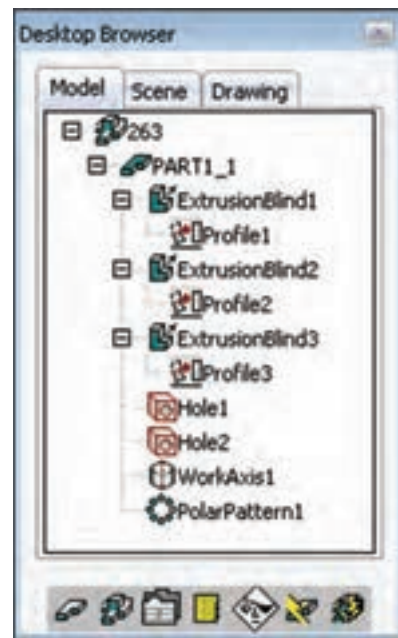 Desktop Browser
Model Scene Drawing
263
PART1_1
ExtrusionBlind1
Profile1
ExtrusionBlind2
Profile2
ExtrusionBlind3
Profile3
Hole1
Hole2
WorkAxis1
PolarPattern1